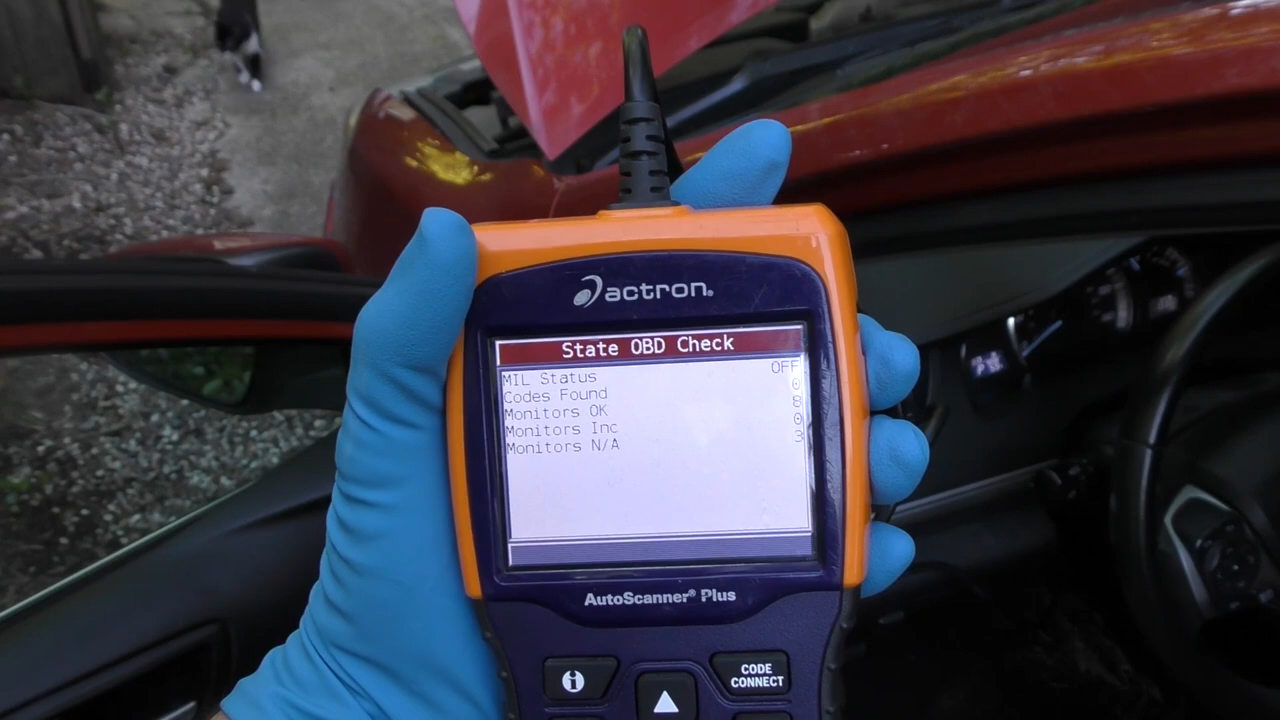 actron®
State OBD Check
MIL Status OFF
Codes Found 0
Monitors OK 8
Monitors Inc 0
Monitors N/A 3
AutoScanner® Plus
CODE
CONNECT